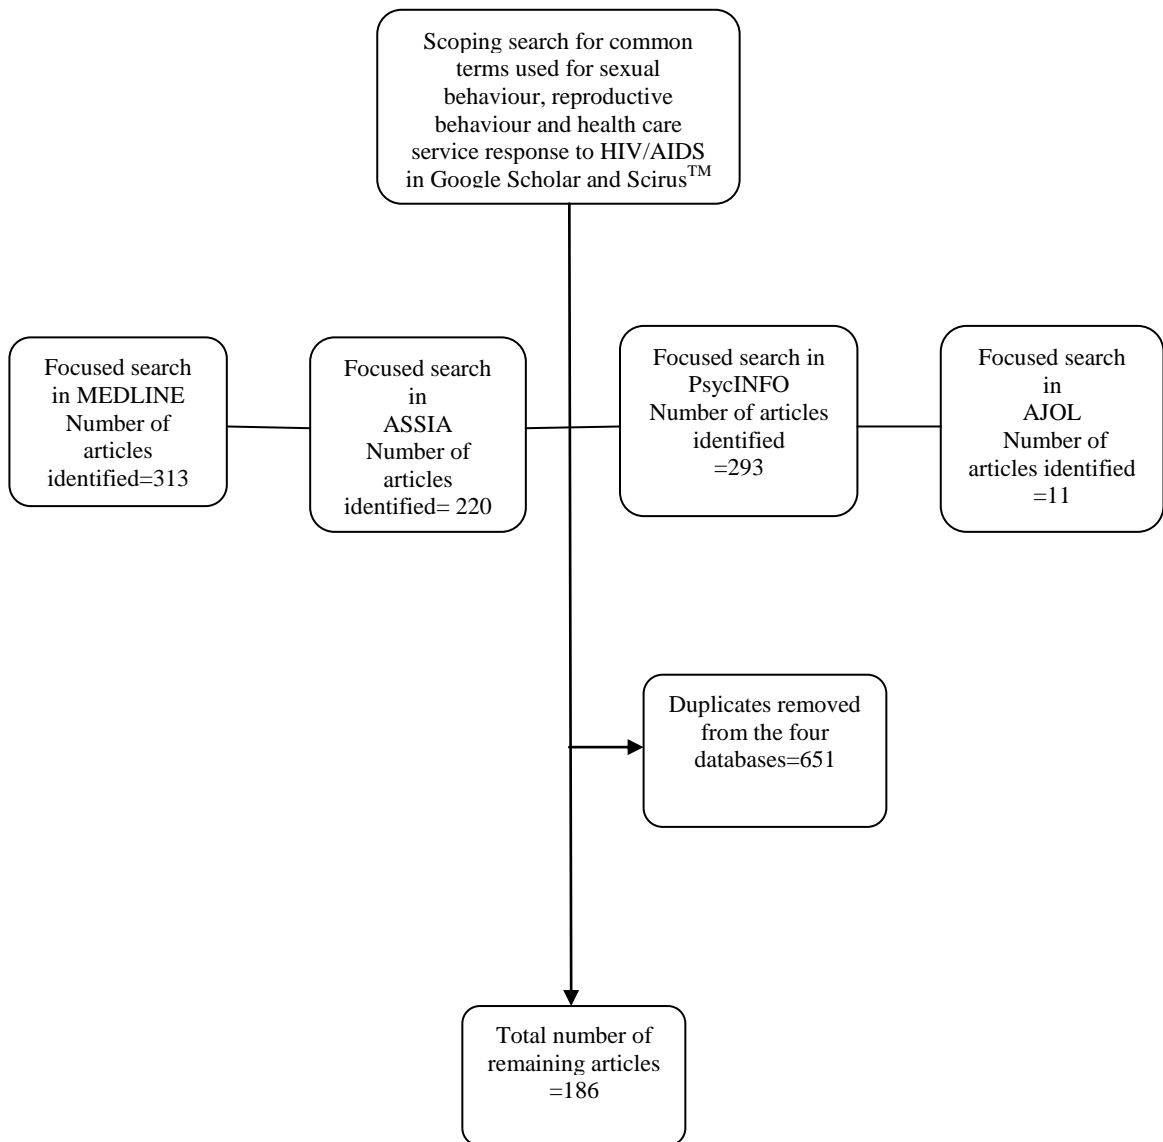 Scoping search for common
terms used for sexual
behaviour, reproductive
behaviour and health care
service response to HIV/AIDS
in Google Scholar and Scirus™
Focused search
in MEDLINE
Number of
articles
identified=313
Focused search
in
ASSIA
Number of
articles
identified= 220
Focused search in
PsycINFO
Number of articles
identified
=293
Focused search
in
AJOL
Number of
articles identified
=11
Duplicates removed
from the four
databases=651
Total number of
remaining articles
=186